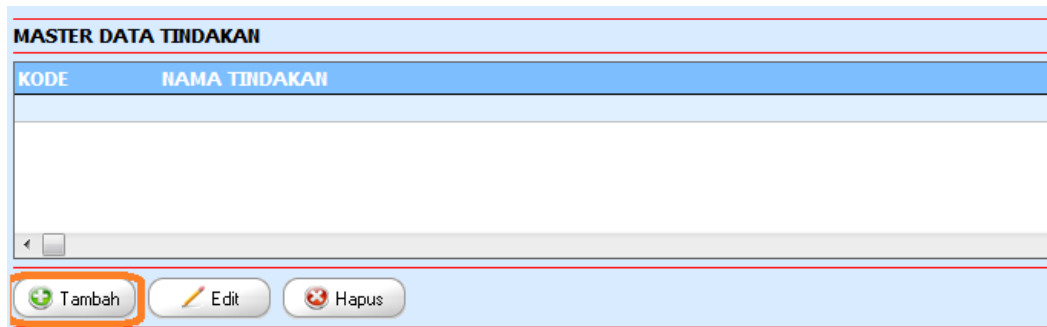 MASTER DATA TINDAKAN
KODE NAMA TINDAKAN
Tambah Edit Hapus